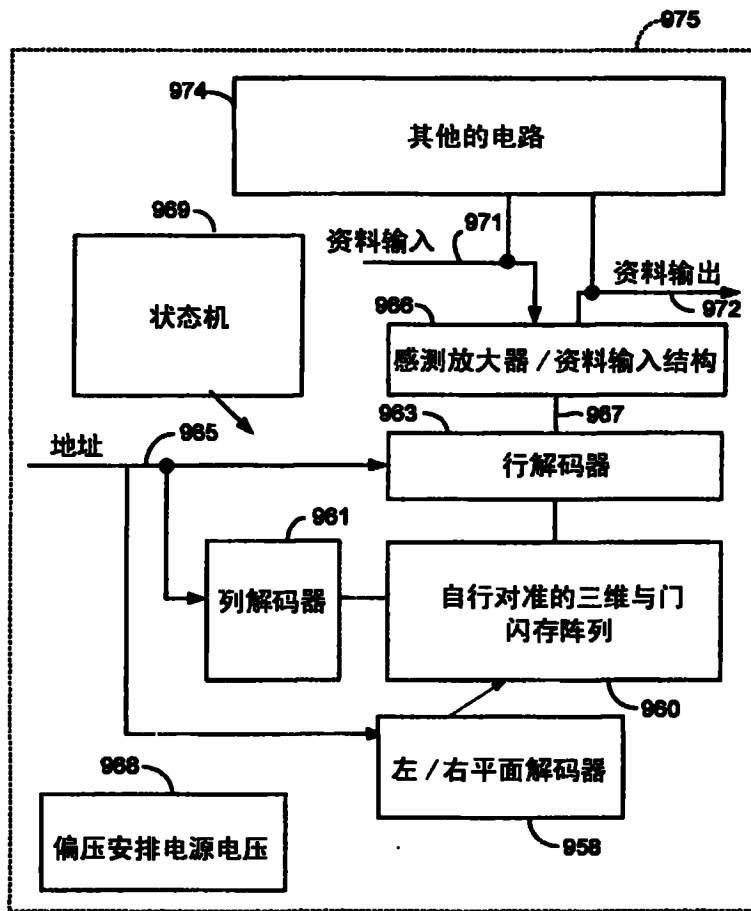 975
974
其他的电路
969
资料输入
971
状态机
资料输出
972
966
感测放大器/资料输入结构
963
967
地址
965
行解码器
961
列解码器
自行对准的三维与门
闪存阵列
960
968
左/右平面解码器
偏压安排电源电压
958